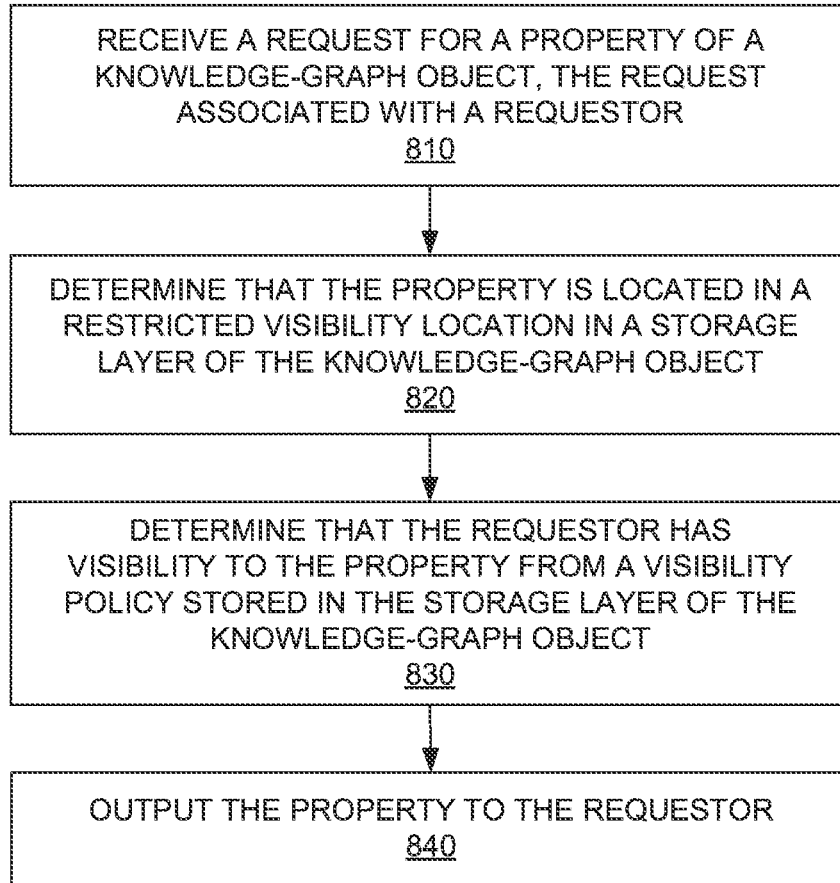 RECEIVE A REQUEST FOR A PROPERTY OF A
KNOWLEDGE-GRAPH OBJECT, THE REQUEST
ASSOCIATED WITH A REQUESTOR
810
DETERMINE THAT THE PROPERTY IS LOCATED IN A
RESTRICTED VISIBILITY LOCATION IN A STORAGE
LAYER OF THE KNOWLEDGE-GRAPH OBJECT
820
DETERMINE THAT THE REQUESTOR HAS
VISIBILITY TO THE PROPERTY FROM A VISIBILITY
POLICY STORED IN THE STORAGE LAYER OF THE
KNOWLEDGE-GRAPH OBJECT
830
OUTPUT THE PROPERTY TO THE REQUESTOR
840